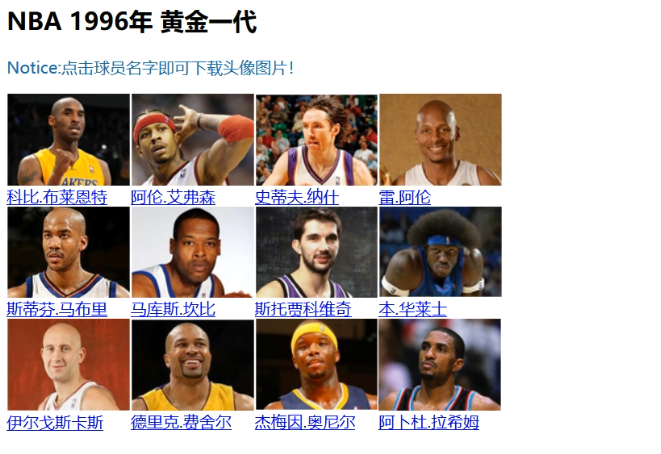 NBA 1996年 黄金一代
Notice:点击球员名字即可下载头像图片!
AKERS
科比.布莱恩特 阿伦.艾弗森 史蒂夫.纳什 雷.阿伦
斯蒂芬.马布里 马库斯.坎比 斯托贾科维奇 本.华莱士
伊尔戈斯卡斯 德里克.费舍尔 杰梅因.奥尼尔 阿卜杜.拉希姆